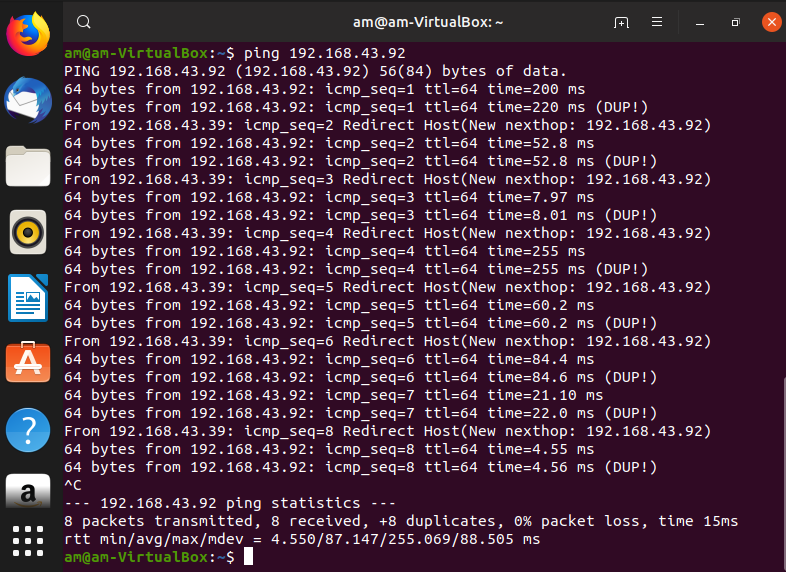 am@am-VirtualBox: ~
am@am-VirtualBox:~$ ping 192.168.43.92
PING 192.168.43.92 (192.168.43.92) 56(84) bytes of data.
64 bytes from 192.168.43.92: icmp_seq=1 ttl=64 time=200 ms
64 bytes from 192.168.43.92: icmp_seq=1 ttl=64 time=220 ms (DUP!)
From 192.168.43.39: icmp_seq=2 Redirect Host(New nexthop: 192.168.43.92)
64 bytes from 192.168.43.92: icmp_seq=2 ttl=64 time=52.8 ms
64 bytes from 192.168.43.92: icmp_seq=2 ttl=64 time=52.8 ms (DUP!)
From 192.168.43.39: icmp_seq=3 Redirect Host(New nexthop: 192.168.43.92)
64 bytes from 192.168.43.92: icmp_seq=3 ttl=64 time=7.97 ms
64 bytes from 192.168.43.92: icmp_seq=3 ttl=64 time=8.01 ms (DUP!)
From 192.168.43.39: icmp_seq=4 Redirect Host(New nexthop: 192.168.43.92)
64 bytes from 192.168.43.92: icmp_seq=4 ttl=64 time=255 ms
64 bytes from 192.168.43.92: icmp_seq=4 ttl=64 time=255 ms (DUP!)
From 192.168.43.39: icmp_seq=5 Redirect Host(New nexthop: 192.168.43.92)
64 bytes from 192.168.43.92: icmp_seq=5 ttl=64 time=60.2 ms
64 bytes from 192.168.43.92: icmp_seq=5 ttl=64 time=60.2 ms (DUP!)
From 192.168.43.39: icmp_seq=6 Redirect Host(New nexthop: 192.168.43.92)
64 bytes from 192.168.43.92: icmp_seq=6 ttl=64 time=84.4 ms
64 bytes from 192.168.43.92: icmp_seq=6 ttl=64 time=84.6 ms (DUP!)
64 bytes from 192.168.43.92: icmp_seq=7 ttl=64 time=21.10 ms
64 bytes from 192.168.43.92: icmp_seq=7 ttl=64 time=22.0 ms (DUP!)
From 192.168.43.39: icmp_seq=8 Redirect Host(New nexthop: 192.168.43.92)
64 bytes from 192.168.43.92: icmp_seq=8 ttl=64 time=4.55 ms
64 bytes from 192.168.43.92: icmp_seq=8 ttl=64 time=4.56 ms (DUP!)
^C
--- 192.168.43.92 ping statistics ---
8 packets transmitted, 8 received, +8 duplicates, 0% packet loss, time 15ms
rtt min/avg/max/mdev = 4.550/87.147/255.069/88.505 ms
am@am-VirtualBox:~$